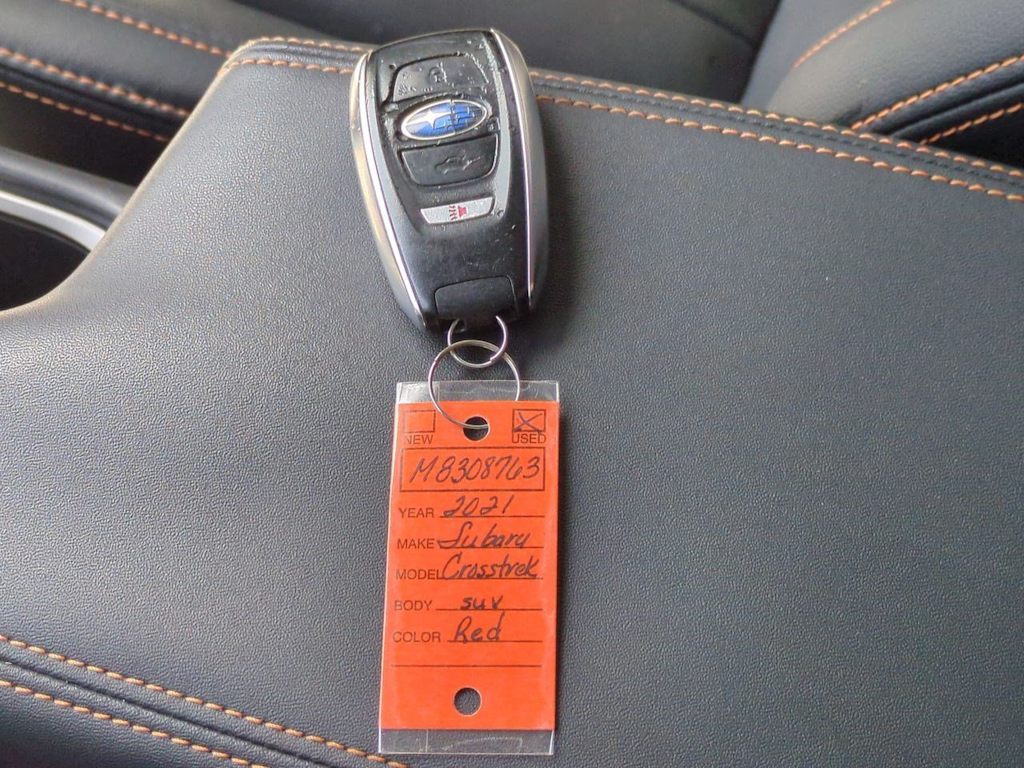 NEW USED
M8308763
YEAR 2021
MAKE Subaru
MODEL Crosstrek
BODY suv
COLOR Red